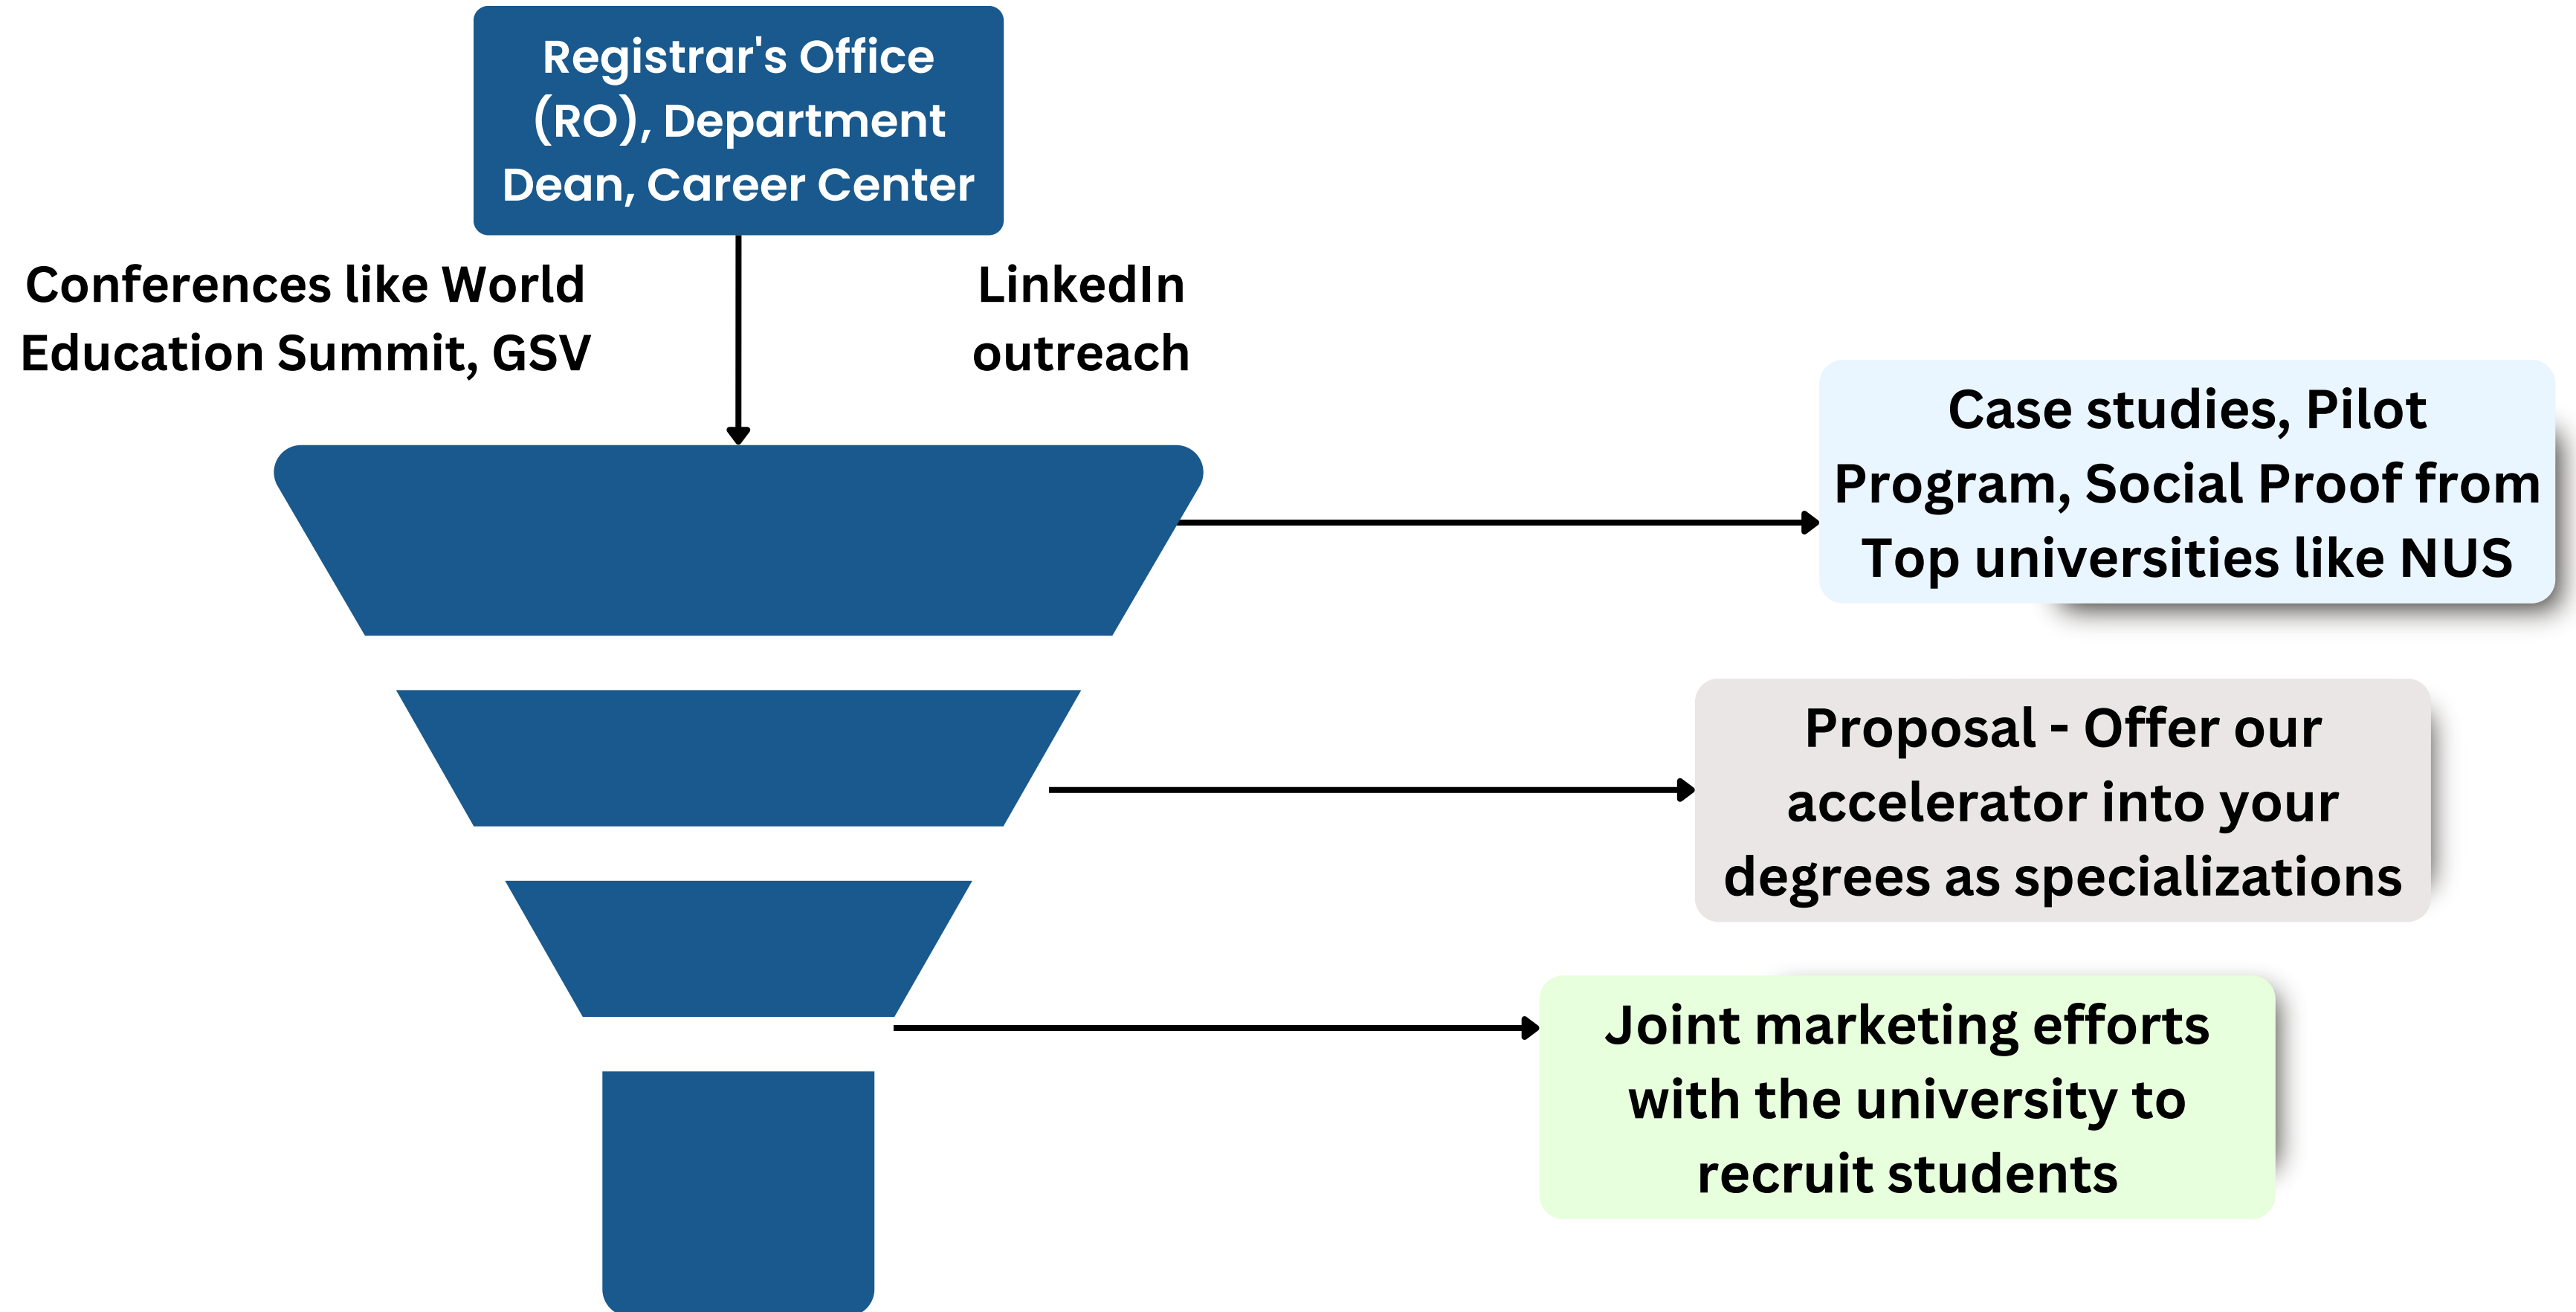 Registrar's Office
(RO), Department
Dean, Career Center
Conferences like World
Education Summit, GSV
LinkedIn
outreach
Case studies, Pilot
Program, Social Proof from
Top universities like NUS
Proposal - Offer our
accelerator into your
degrees as specializations
Joint marketing efforts
with the university to
recruit students